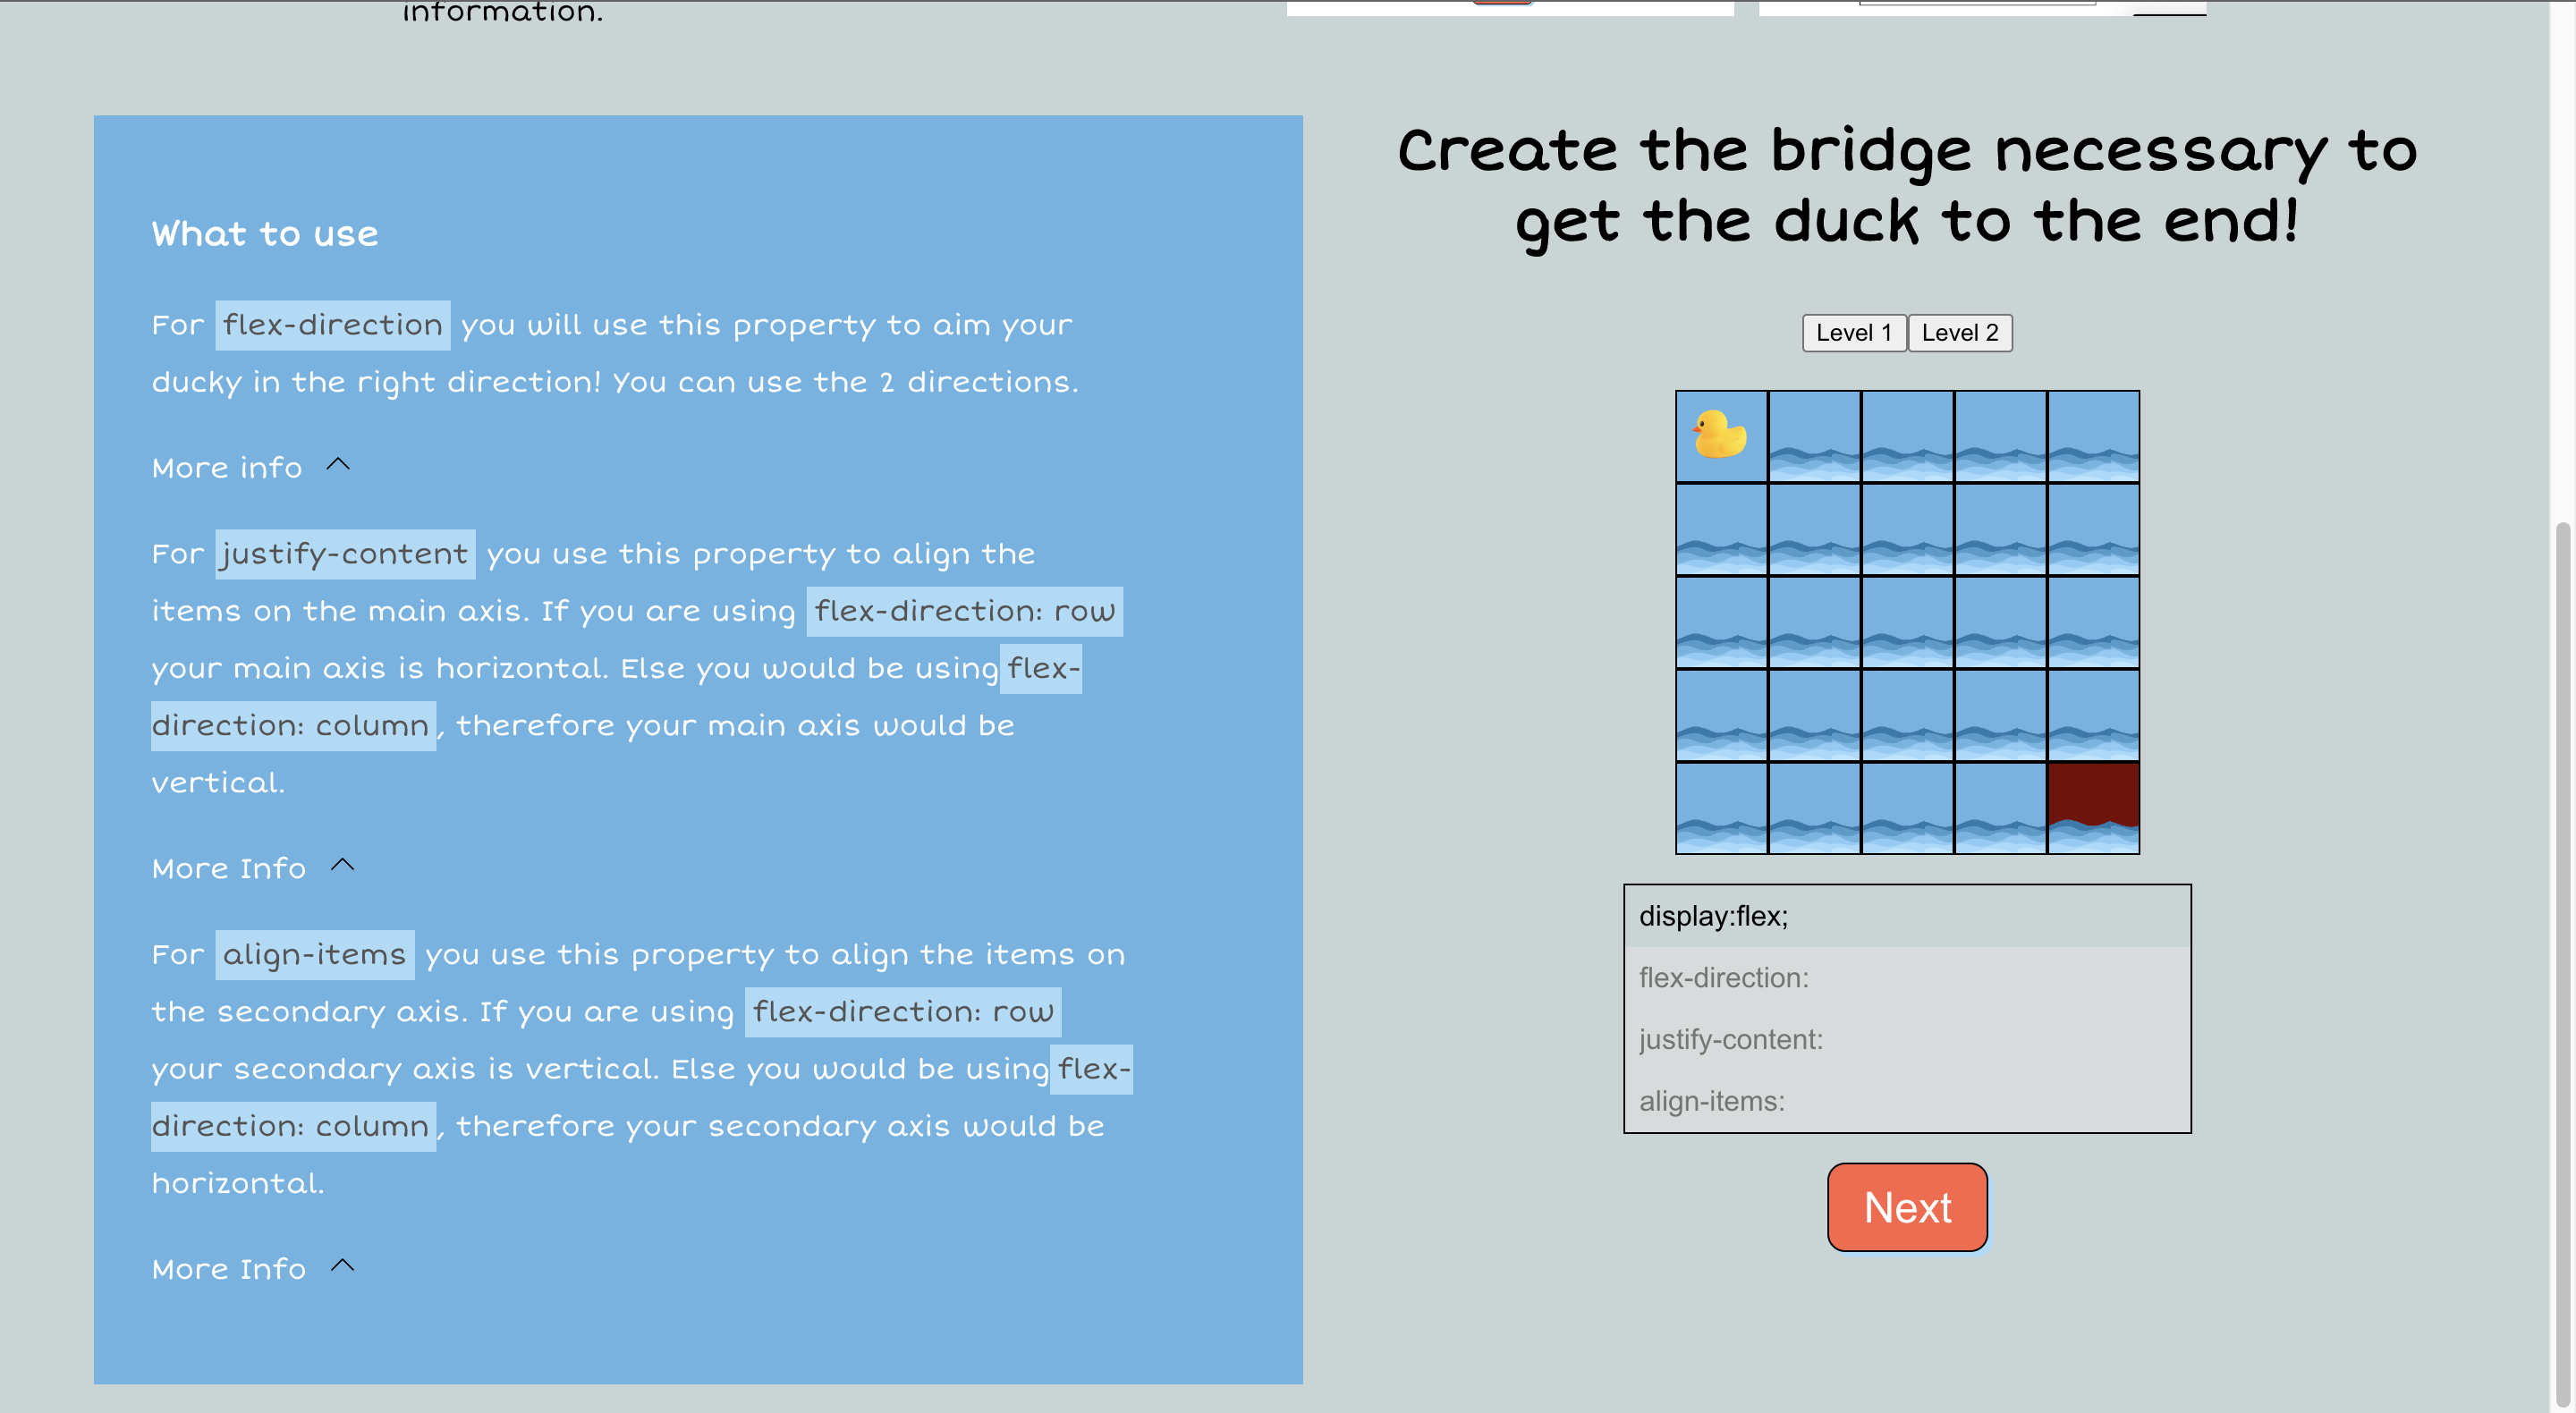 information.
What to use
For flex-direction you will use this property to aim your
ducky in the right direction! You can use the 2 directions.
More info
For justify-content you use this property to align the
items on the main axis. If you are using flex-direction: row
your main axis is horizontal. Else you would be using flex-
direction: column , therefore your main axis would be
vertical.
More Info
For align-items you use this property to align the items on
the secondary axis. If you are using flex-direction: row
your secondary axis is vertical. Else you would be using flex-
direction: column , therefore your secondary axis would be
horizontal.
More Info
Create the bridge necessary to
get the duck to the end!
Level 1 Level 2
display:flex;
flex-direction:
justify-content:
align-items:
Next